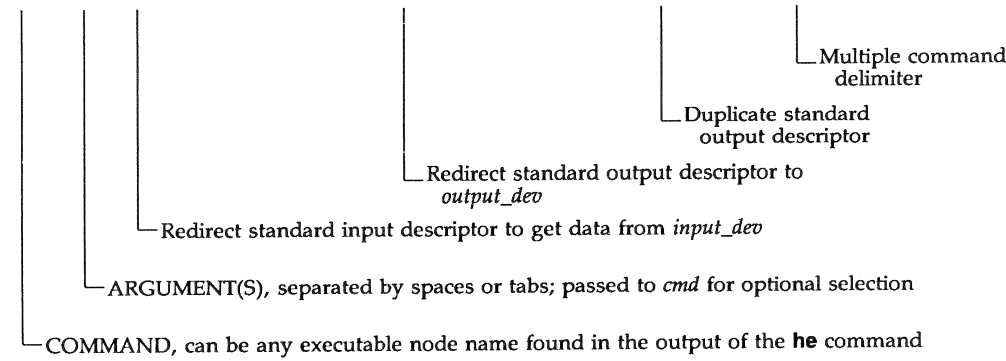 Multiple command
delimiter
Duplicate standard
output descriptor
Redirect standard output descriptor to
output_dev
Redirect standard input descriptor to get data from input_dev
ARGUMENT(S), separated by spaces or tabs; passed to cmd for optional selection
COMMAND, can be any executable node name found in the output of the he command